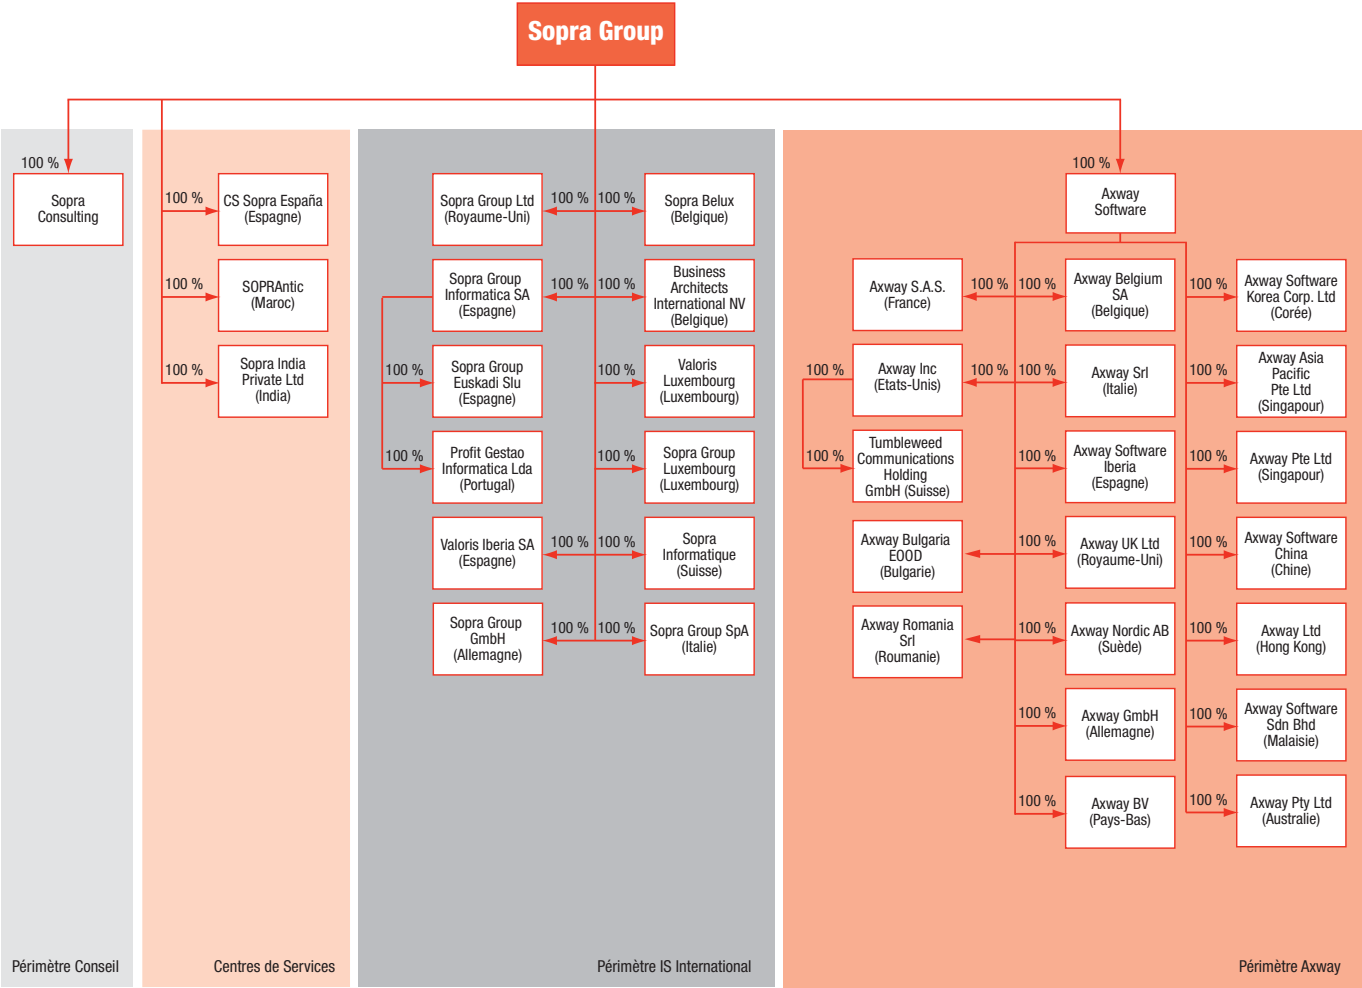 Sopra Group
100 %
Sopra
Consulting
Périmètre Conseil
100 %
CS Sopra España
(Espagne)
100 %
SOPRAntic
(Maroc)
100 %
Sopra India
Private Ltd
(India)
Centres de Services
Sopra Group Ltd
(Royaume-Uni)
100 %
100 %
Sopra Belux
(Belgique)
Sopra Group
Informatica SA
(Espagne)
100 %
100 %
Business
Architects
International NV
(Belgique)
100 %
Sopra Group
Euskadi Slu
(Espagne)
100 %
Valoris
Luxembourg
(Luxembourg)
100 %
Profit Gestao
Informatica Lda
(Portugal)
100 %
Sopra Group
Luxembourg
(Luxembourg)
Valoris Iberia SA
(Espagne)
100 %
100 %
Sopra
Informatique
(Suisse)
Sopra Group
GmbH
(Allemagne)
100 %
100 %
Sopra Group SpA
(Italie)
Périmètre IS International
100 %
Axway
Software
Axway S.A.S.
(France)
100 %
100 %
Axway Belgium
SA
(Belgique)
100 %
Axway Software
Korea Corp. Ltd
(Corée)
100 %
Axway Inc
(Etats-Unis)
100 %
100 %
Axway Srl
(Italie)
100 %
Axway Asia
Pacific
Pte Ltd
(Singapour)
100 %
Tumbleweed
Communications
Holding
GmbH (Suisse)
100 %
Axway Software
Iberia
(Espagne)
100 %
Axway Pte Ltd
(Singapour)
Axway Bulgaria
EOOD
(Bulgarie)
100 %
Axway UK Ltd
(Royaume-Uni)
100 %
Axway Software
China
(Chine)
Axway Romania
Srl
(Roumanie)
100 %
Axway Nordic AB
(Suède)
100 %
Axway Ltd
(Hong Kong)
100 %
Axway GmbH
(Allemagne)
100 %
Axway Software
Sdn Bhd
(Malaisie)
100 %
Axway BV
(Pays-Bas)
100 %
Axway Pty Ltd
(Australie)
Périmètre Axway